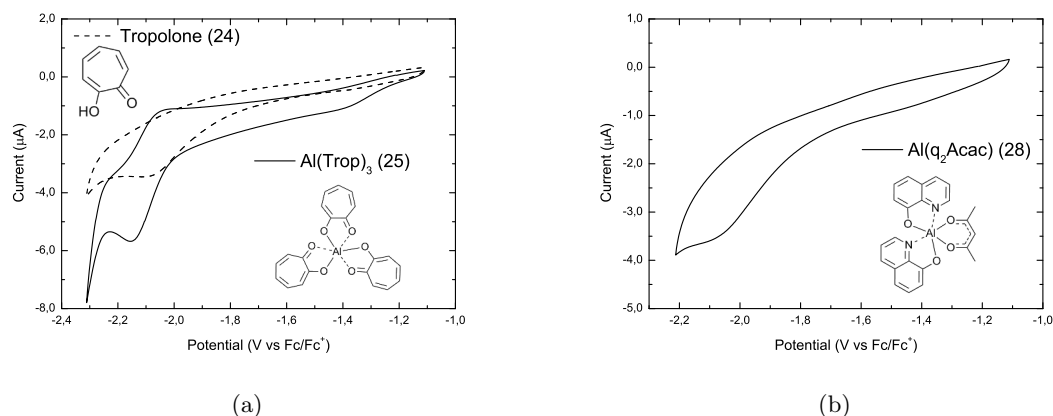 2,0
0,0
-2,0
-4,0
-6,0
-8,0
Current (μA)
Tropolone (24)
HO
O
Al(Trop)₃ (25)
O
O
O
O
Al
O
O
-2,4 -2,2 -2,0 -1,8 -1,6 -1,4 -1,2 -1,0
Potential (V vs Fc/Fc⁺)
(a)
1,0
0,0
-1,0
-2,0
-3,0
-4,0
-5,0
Current (μA)
Al(q₂Acac) (28)
N
O
O
Al
N
O
O
-2,2 -2,0 -1,8 -1,6 -1,4 -1,2 -1,0
Potential (V vs Fc/Fc⁺)
(b)